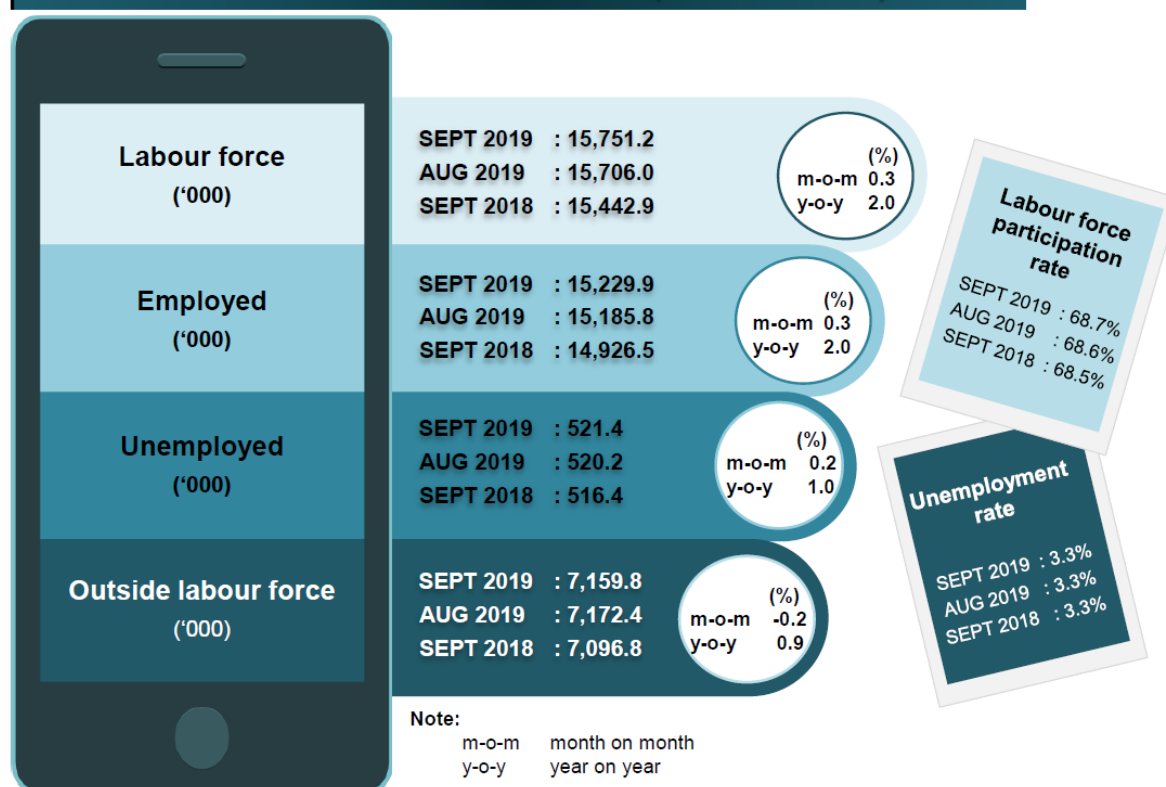 Labour force
('000)
SEPT 2019 : 15,751.2
AUG 2019 : 15,706.0
SEPT 2018 : 15,442.9
(%)
m-o-m 0.3
y-o-y 2.0
Employed
('000)
SEPT 2019 : 15,229.9
AUG 2019 : 15,185.8
SEPT 2018 : 14,926.5
(%)
m-o-m 0.3
y-o-y 2.0
Unemployed
('000)
SEPT 2019 : 521.4
AUG 2019 : 520.2
SEPT 2018 : 516.4
(%)
m-o-m 0.2
y-o-y 1.0
Outside labour force
('000)
SEPT 2019 : 7,159.8
AUG 2019 : 7,172.4
SEPT 2018 : 7,096.8
(%)
m-o-m -0.2
y-o-y 0.9
Labour force
participation
rate
SEPT 2019 : 68.7%
AUG 2019 : 68.6%
SEPT 2018 : 68.5%
Unemployment
rate
SEPT 2019 : 3.3%
AUG 2019 : 3.3%
SEPT 2018 : 3.3%
Note:
m-o-m month on month
y-o-y year on year